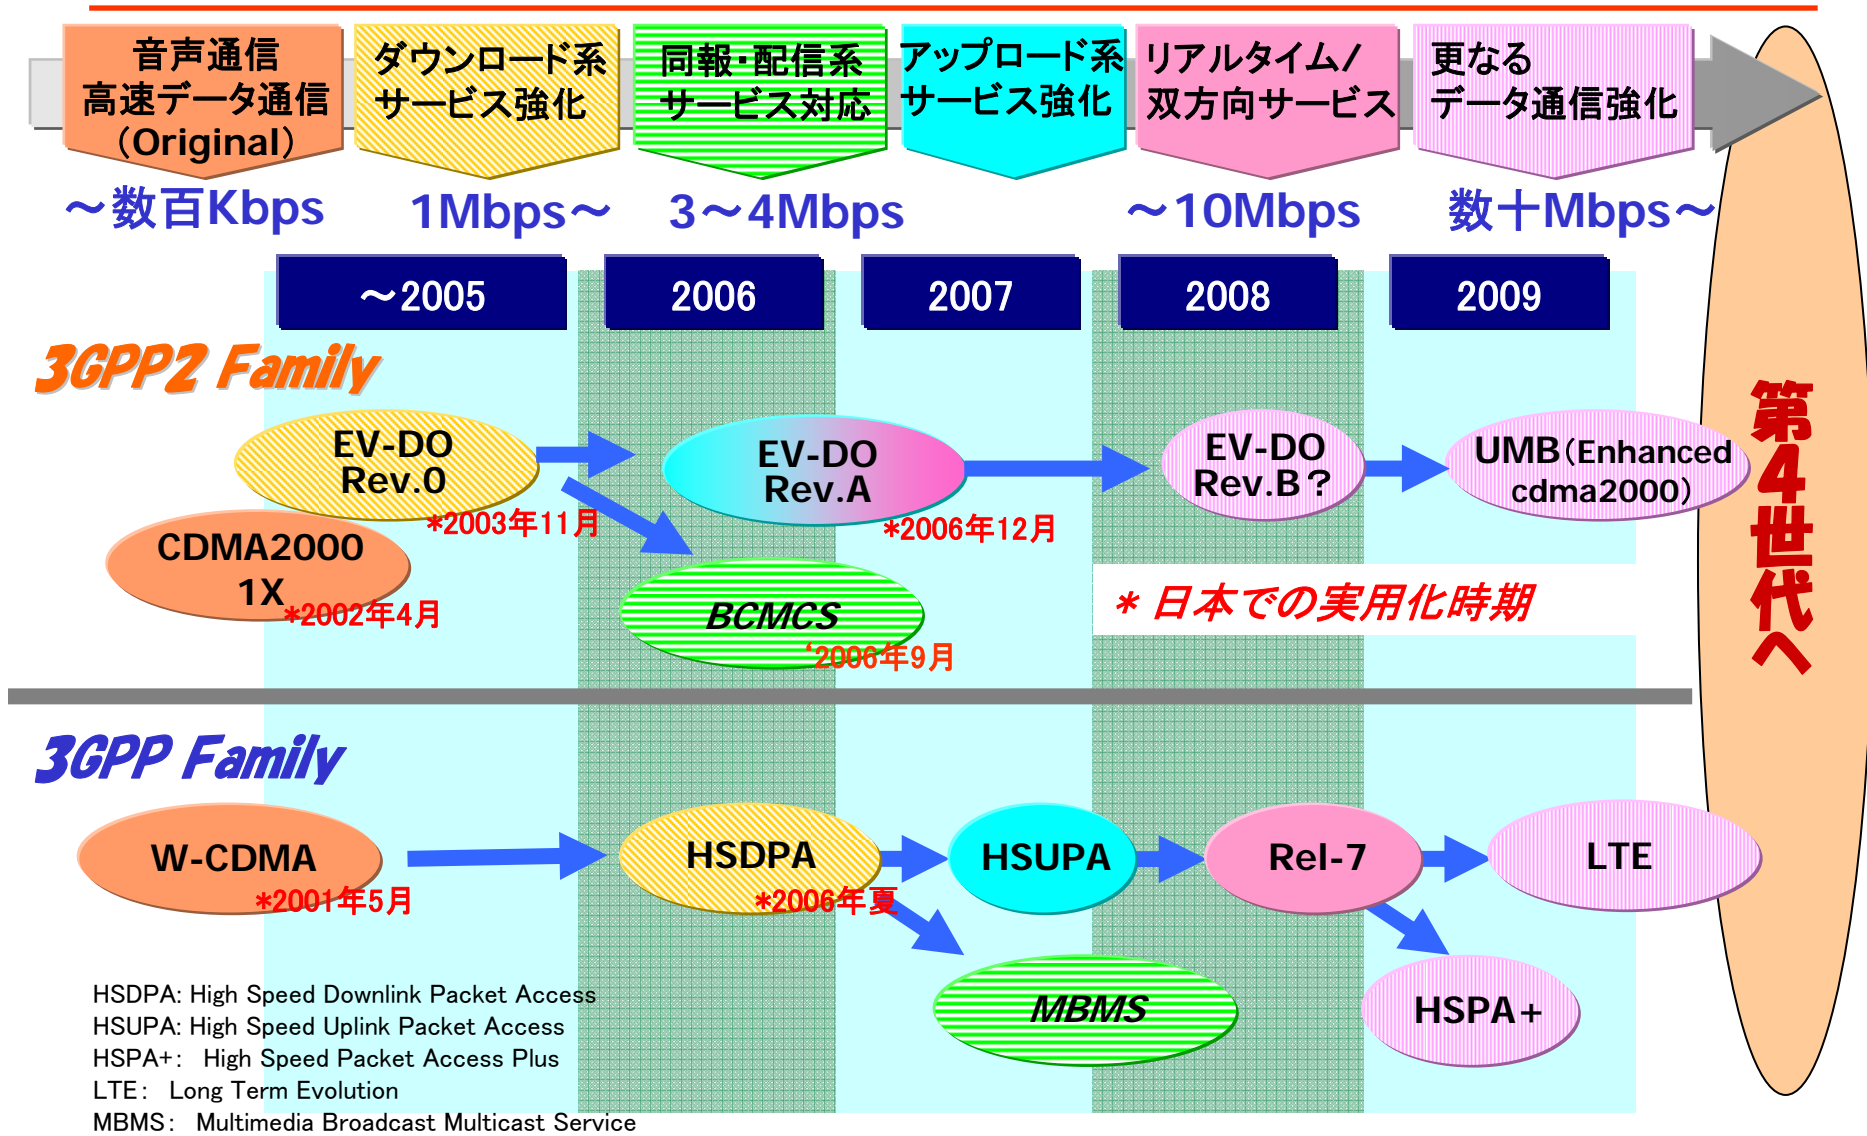 音声通信
高速データ通信
（Original）
ダウンロード系
サービス強化
同報・配信系
サービス対応
アップロード系
サービス強化
リアルタイム/
双方向サービス
更なる
データ通信強化
～数百Kbps
1Mbps～
3～4Mbps
～10Mbps
数十Mbps～
～2005
2006
2007
2008
2009
3GPP2 Family
EV-DO
Rev.0
*2003年11月
EV-DO
Rev.A
*2006年12月
EV-DO
Rev.B？
UMB（Enhanced
cdma2000）
CDMA2000
1X
*2002年4月
BCMCS
‘2006年9月
* 日本での実用化時期
第4世代へ
3GPP Family
W-CDMA
*2001年5月
HSDPA
*2006年夏
HSUPA
Rel-7
LTE
MBMS
HSPA+
HSDPA: High Speed Downlink Packet Access
HSUPA: High Speed Uplink Packet Access
HSPA+: High Speed Packet Access Plus
LTE: Long Term Evolution
MBMS: Multimedia Broadcast Multicast Service